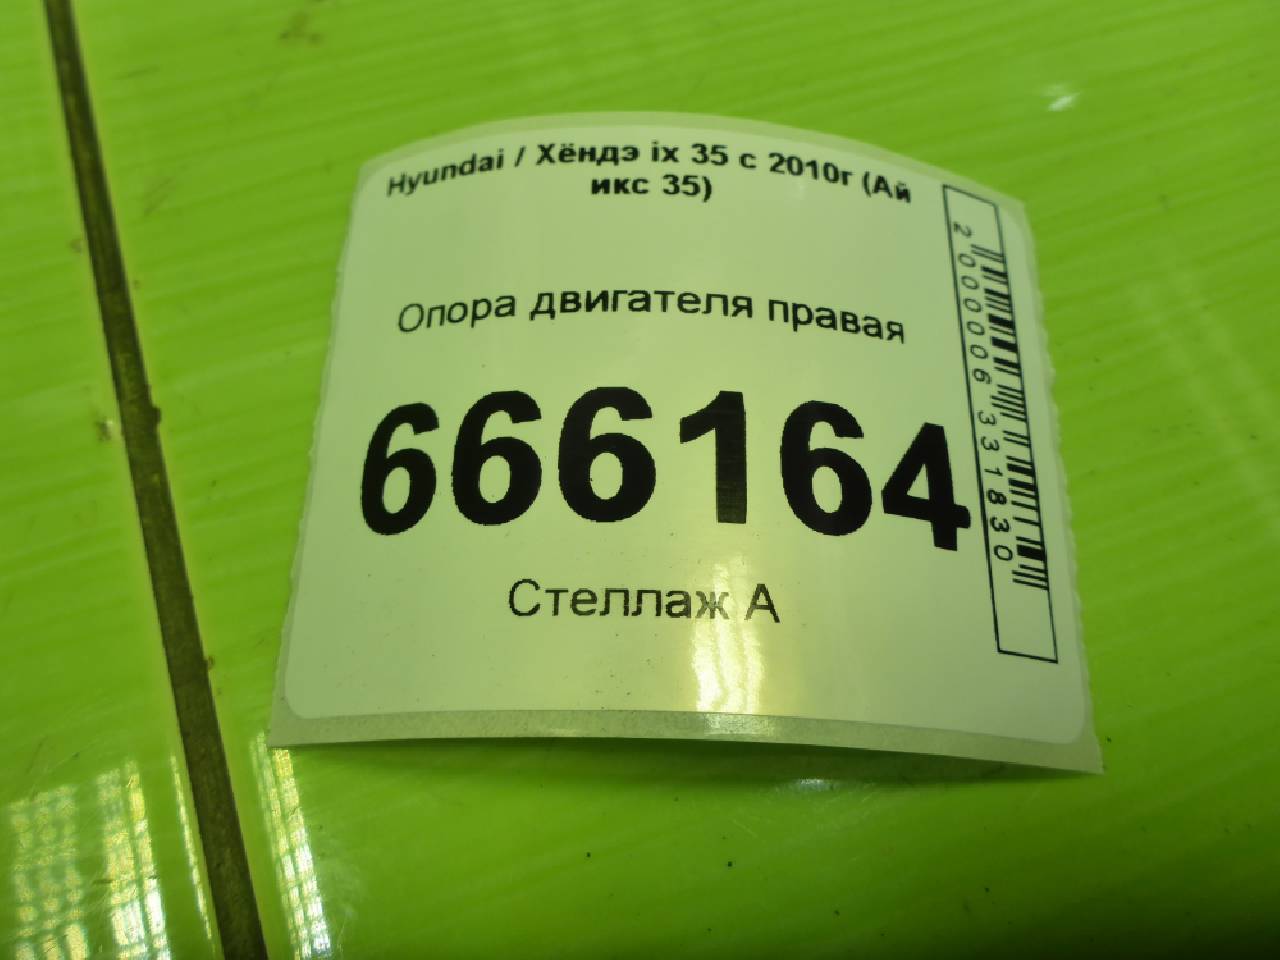 Hyundai / Хёндэ ix 35 с 2010г (Ай
икс 35)
Опора двигателя правая
666164
Стеллаж А
2000006331830